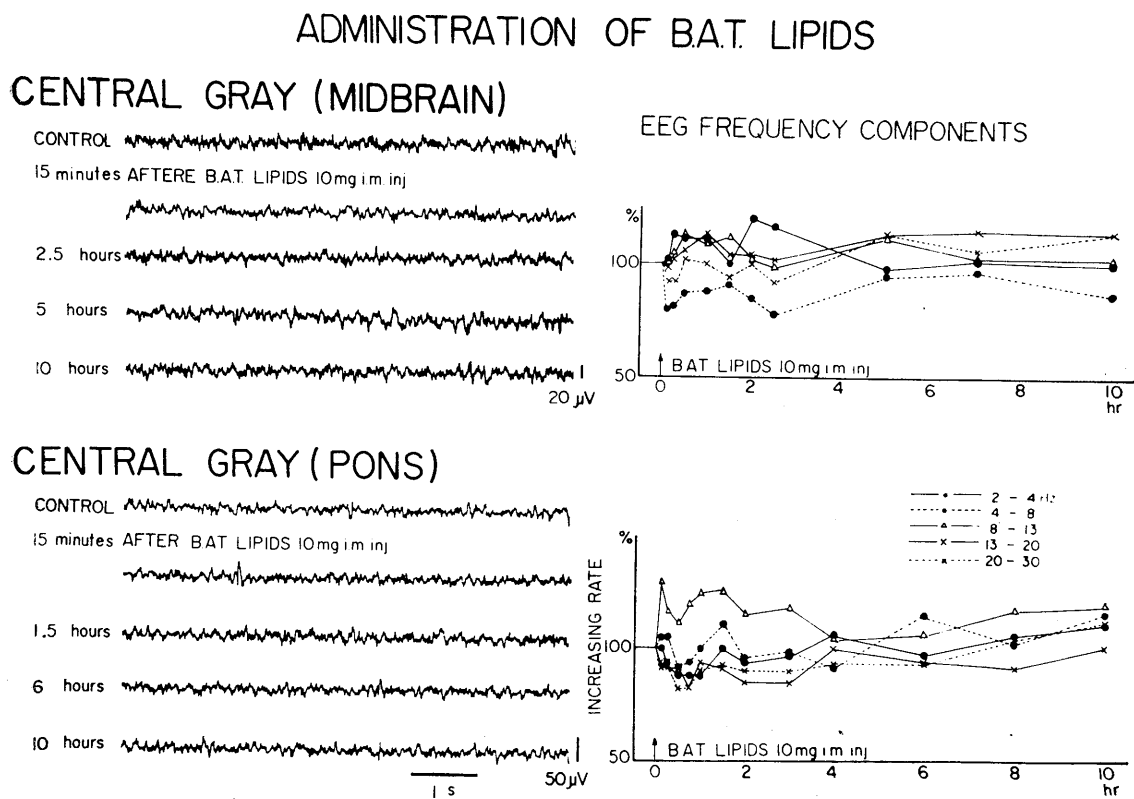 ADMINISTRATION OF B.A.T. LIPIDS
CENTRAL GRAY (MIDBRAIN)
CONTROL
15 minutes AFTERE B.A.T. LIPIDS 10mg i.m. inj
2.5 hours
5 hours
10 hours
20 μV
EEG FREQUENCY COMPONENTS
%
100
50
BAT LIPIDS 10mg i m inj
0 2 4 6 8 10
hr
CENTRAL GRAY (PONS)
CONTROL
15 minutes AFTER B.A.T LIPIDS 10mg i m inj
1.5 hours
6 hours
10 hours
50 μV
1 s
2 - 4 Hz
4 - 8
8 - 13
13 - 20
20 - 30
%
INCREASING RATE
100
50
BAT LIPIDS 10mg i m inj
0 2 4 6 8 10
hr